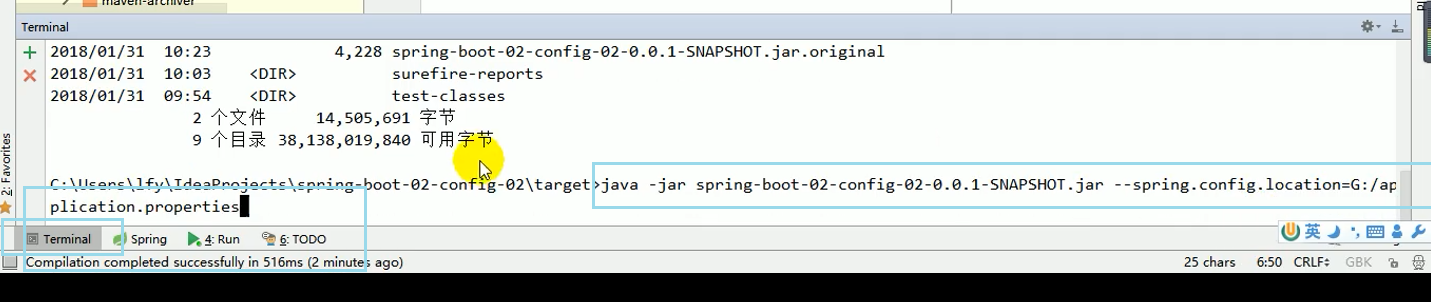 maven-archiver
Terminal
2018/01/31 10:23 4,228 spring-boot-02-config-02-0.0.1-SNAPSHOT.jar.original
2018/01/31 10:03 <DIR> surefire-reports
2018/01/31 09:54 <DIR> test-classes
2 个文件 14,505,691 字节
9 个目录 38,138,019,840 可用字节
C:\Users\lfy\IdeaProjects\spring-boot-02-config-02\target>java -jar spring-boot-02-config-02-0.0.1-SNAPSHOT.jar --spring.config.location=G:/ap
plication.properties
2: Favorites
Terminal Spring 4: Run 6: TODO
英
Compilation completed successfully in 516ms (2 minutes ago) 25 chars 6:50 CRLF GBK